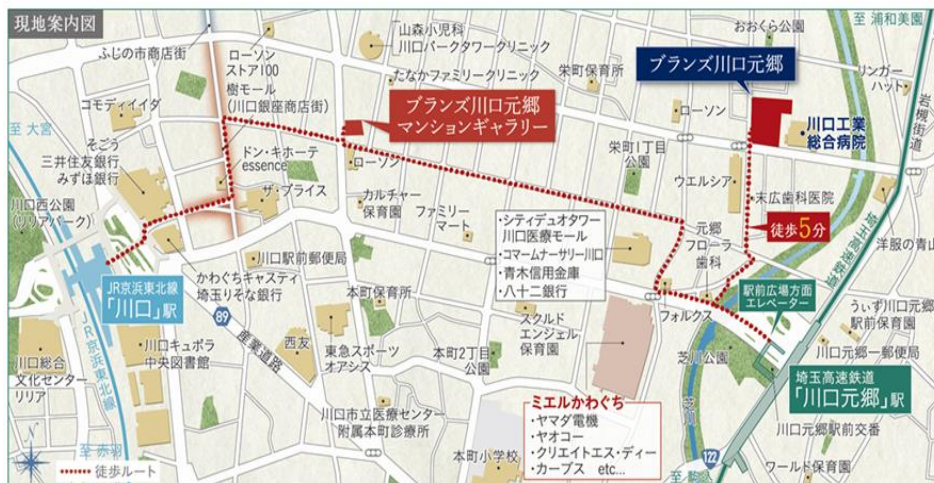 現地案内図
ふじの市商店街
ローソン
ストア100
樹モール
(川口銀座商店街)
山森小児科
川口パークタワークリニック
たなかファミリークリニック
栄町保育所
おおくら公園
至 浦和美園
リンガー
ハット
岩槻街道
ブランズ川口元郷
ローソン
川口工業
総合病院
コモディイイダ
至 大宮
そごう
三井住友銀行
みずほ銀行
ブランズ川口元郷
マンションギャラリー
ドン・キホーテ
essence
ザ・プライス
ローソン
カルチャー
保育園
ファミリー
マート
栄町1丁目
公園
ウエルシア
末広歯科医院
徒歩5分
埼玉高速鉄道
洋服の青山
川口西公園
(リリアパーク)
・シティデュオタワー
川口医療モール
・コマームナーサリー川口
・青木信用金庫
・八十二銀行
元郷
フローラ
歯科
JR京浜東北線
「川口」駅
かわぐちキャスティ
埼玉りそな銀行
川口駅前郵便局
89
産業道路
本町保育所
フォルクス
駅前広場方面
エレベーター
うぃず川口元郷
駅前保育園
川口元郷一郵便局
JR京浜東北線
川口総合
文化センター
リリア
川口キュポラ
中央図書館
西友
東急スポーツ
オアシス
本町2丁目
公園
スクルド
エンジェル
保育園
芝川公園
芝川
埼玉高速鉄道
「川口元郷」駅
川口市立医療センター
附属本町診療所
ミエルかわぐち
・ヤマダ電機
・ヤオコー
・クリエイトエス・ディー
・カーブス etc...
川口元郷駅前交番
122
至 赤羽
徒歩ルート
本町小学校
至 駒込
ワールド保育園